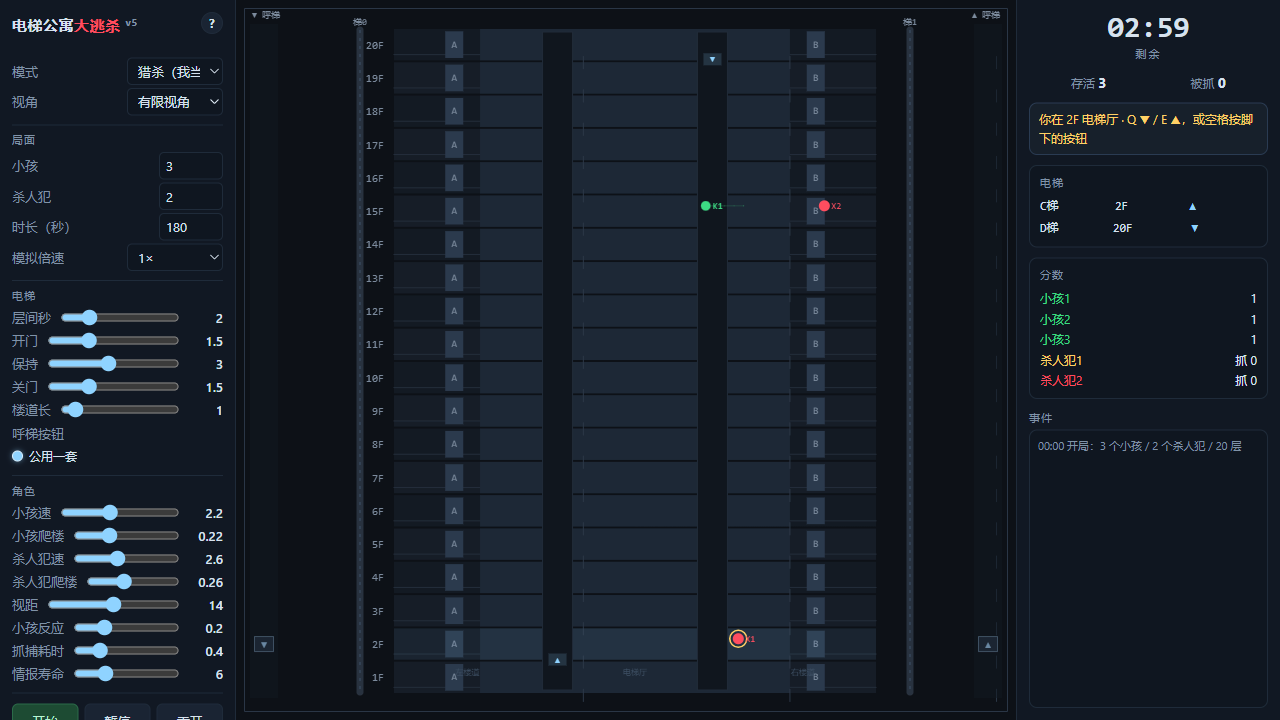 电梯公寓大逃杀 v5
?
模式
猎杀（我当
视角
有限视角
局面
小孩
3
杀人犯
2
时长（秒）
180
模拟倍速
1×
电梯
层间秒
2
开门
1.5
保持
3
关门
1.5
楼道长
1
呼梯按钮
公用一套
角色
小孩速
2.2
小孩爬楼
0.22
杀人犯速
2.6
杀人犯爬楼
0.26
视距
14
小孩反应
0.2
抓捕耗时
0.4
情报寿命
6
开始
暂停
重开
▼ 呼梯
梯0
梯1
▲ 呼梯
20F A B
19F A B
18F A B
17F A B
16F A B
15F A K1 B X2
14F A B
13F A B
12F A B
11F A B
10F A B
9F A B
8F A B
7F A B
6F A B
5F A B
4F A B
3F A B
2F A X1 B
1F A B
电梯厅
02:59
剩余
存活 3
被抓 0
你在 2F 电梯厅 · Q ▼ / E ▲，或空格按脚
下的按钮
电梯
C梯 2F ▲
D梯 20F ▼
分数
小孩1 1
小孩2 1
小孩3 1
杀人犯1 抓 0
杀人犯2 抓 0
事件
00:00 开局：3 个小孩 / 2 个杀人犯 / 20 层